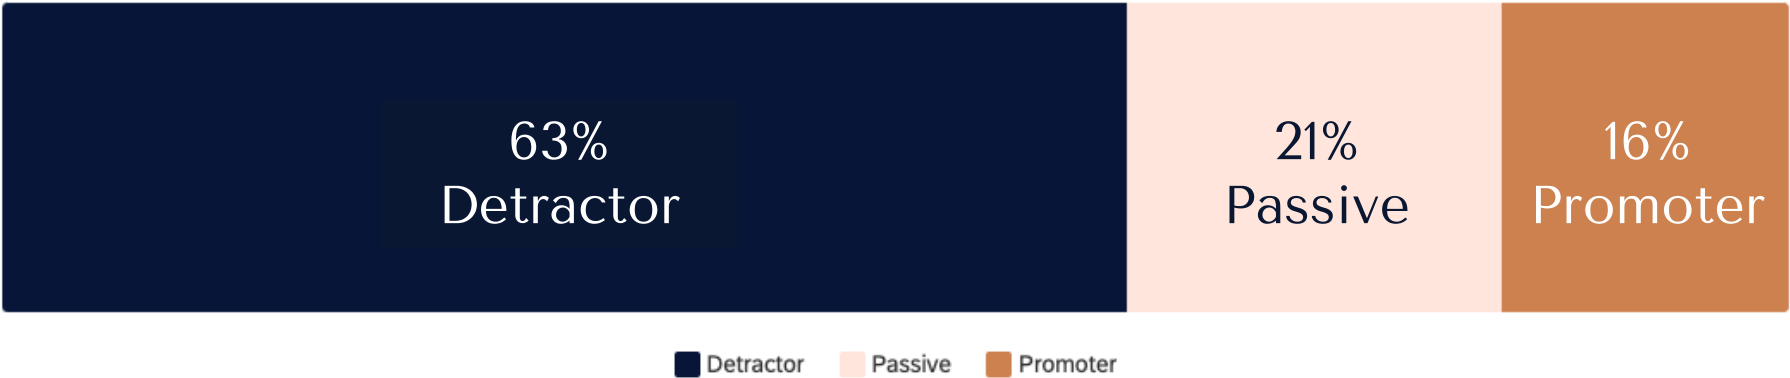 63%
Detractor
21%
Passive
16%
Promoter
Detractor Passive Promoter